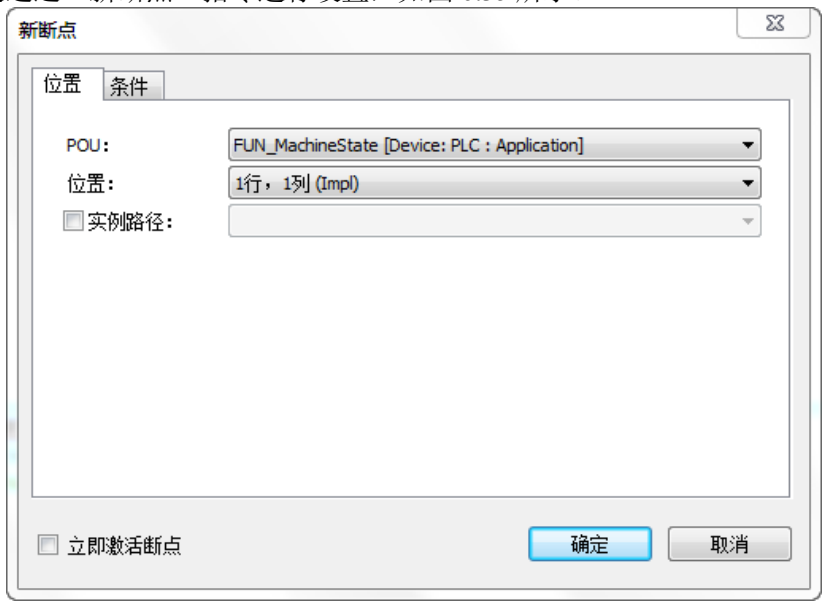 新断点
位置 条件
POU:
FUN_MachineState [Device: PLC : Application]
位置:
1行，1列 (Impl)
实例路径:
立即激活断点
确定 取消